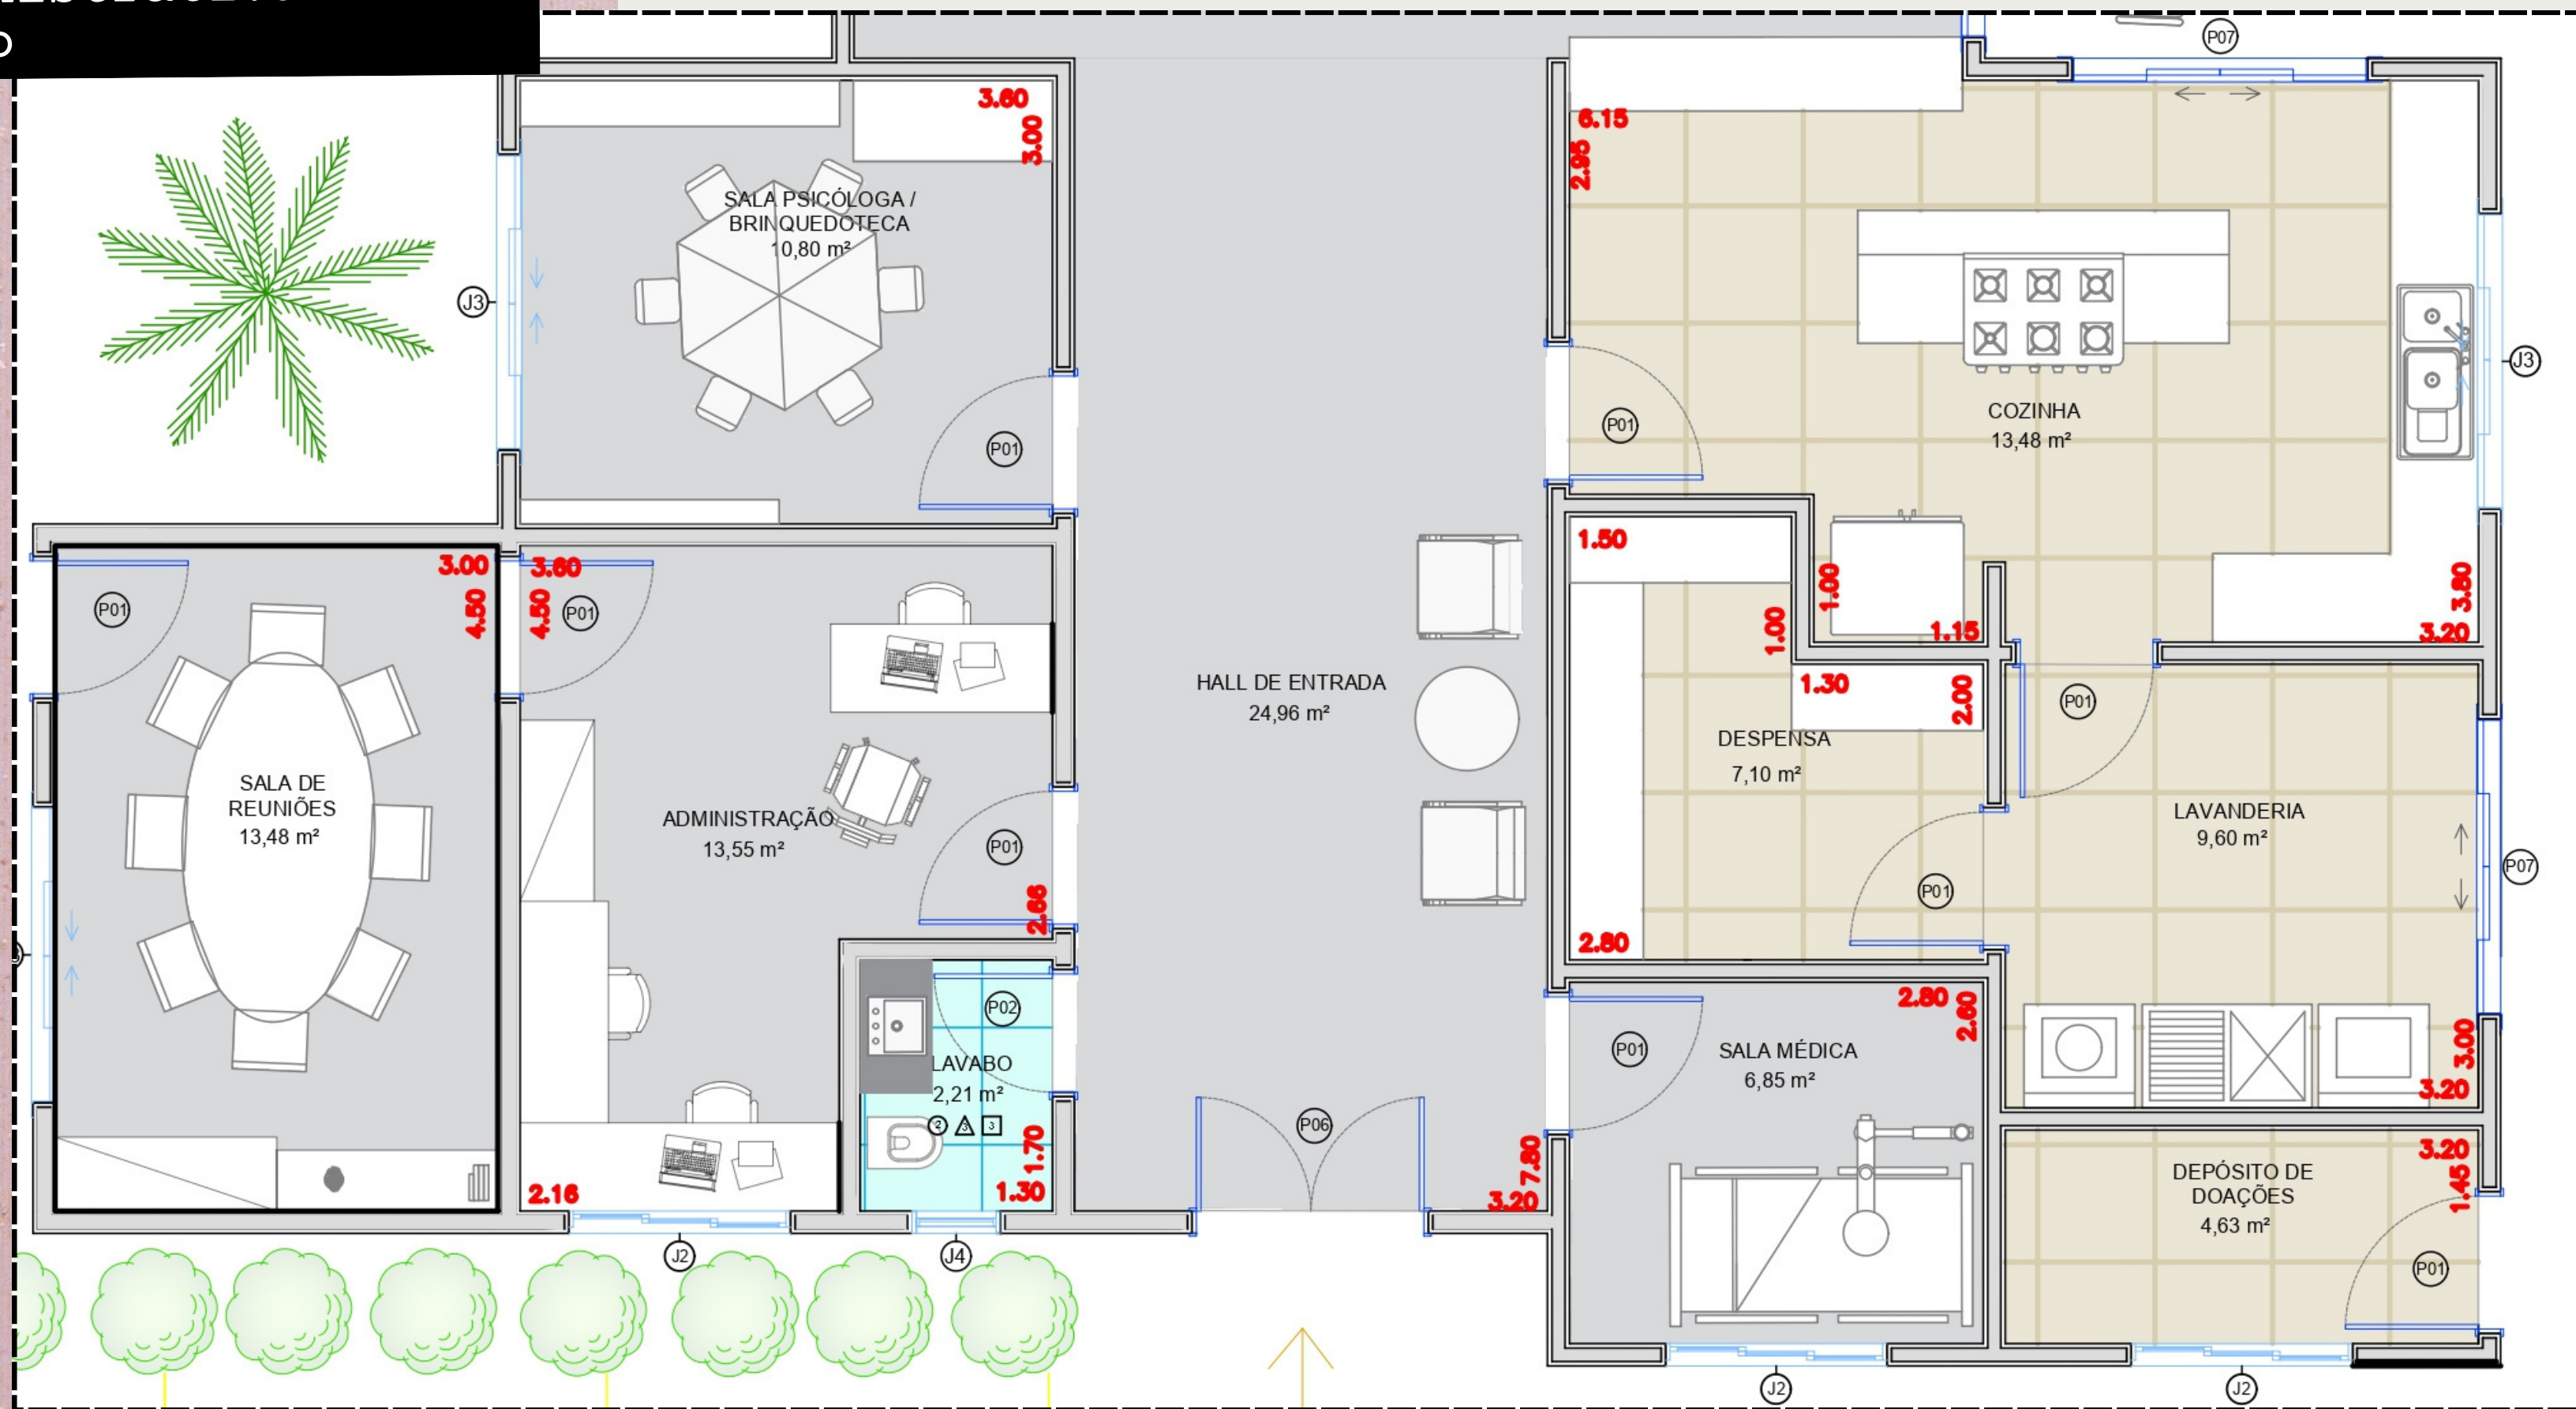 P07
3.60
3.00
6.15
2.95
SALA PSICÓLOGA /
BRINQUEDOTECA
10,80 m²
J3
P01
P01
COZINHA
13,48 m²
J3
3.00
4.50
P01
3.60
4.50
P01
1.50
1.00
1.00
1.15
3.80
3.20
HALL DE ENTRADA
24,96 m²
1.30
2.00
P01
DESPENSA
7,10 m²
SALA DE
REUNIÕES
13,48 m²
ADMINISTRAÇÃO
13,55 m²
P01
2.66
LAVANDERIA
9,60 m²
P07
P01
2.80
P02
LAVABO
2,21 m²
2 3 3
1.70
1.30
2.16
P01
2.80
2.60
SALA MÉDICA
6,85 m²
3.00
3.20
P06
7.80
3.20
3.20
1.45
DEPÓSITO DE
DOAÇÕES
4,63 m²
P01
J2
J4
J2
J2